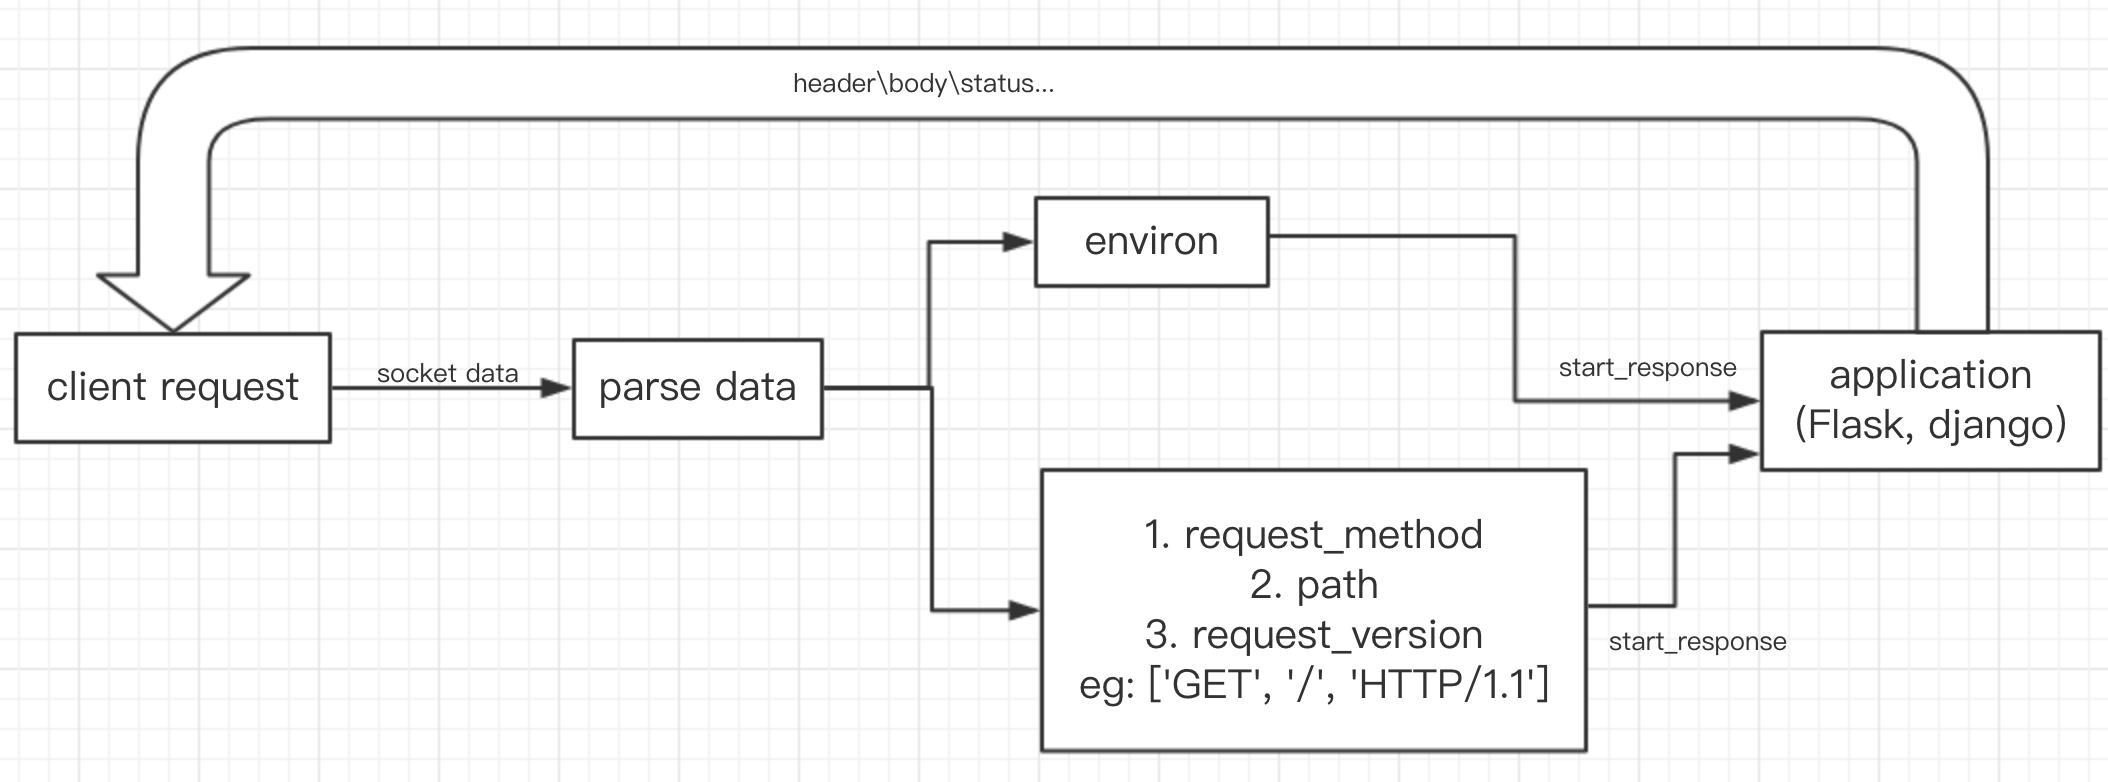 header\body\status...
environ
client request
socket data
parse data
start_response
application
(Flask, django)
1. request_method
2. path
3. request_version
eg: ['GET', '/', 'HTTP/1.1']
start_response